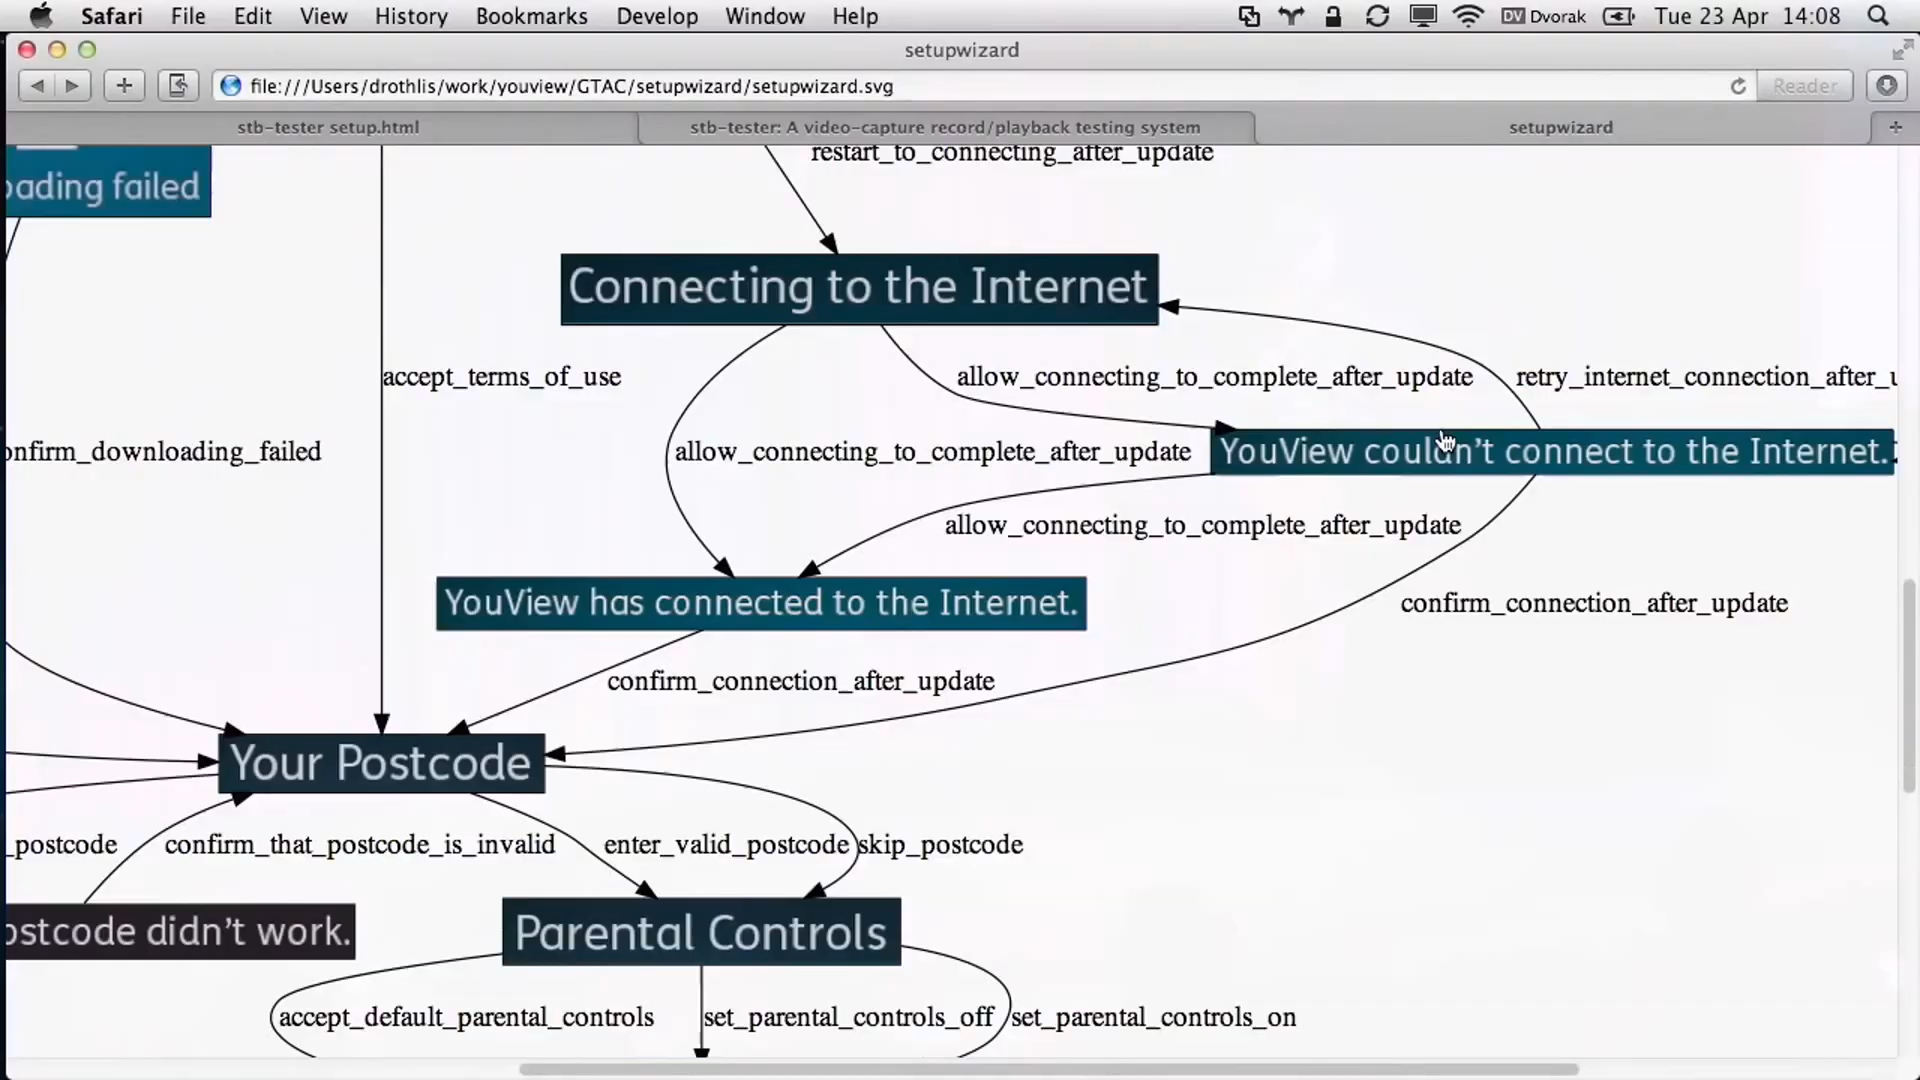 Safari File Edit View History Bookmarks Develop Window Help DV Dvorak Tue 23 Apr 14:08
setupwizard
file:///Users/drothlis/work/youview/GTAC/setupwizard/setupwizard.svg Reader
stb-tester setup.html stb-tester: A video-capture record/playback testing system setupwizard
restart_to_connecting_after_update
oading failed
Connecting to the Internet
accept_terms_of_use allow_connecting_to_complete_after_update retry_internet_connection_after_u
onfirm_downloading_failed allow_connecting_to_complete_after_update YouView couldn't connect to the Internet.
allow_connecting_to_complete_after_update
YouView has connected to the Internet. confirm_connection_after_update
confirm_connection_after_update
Your Postcode
_postcode confirm_that_postcode_is_invalid enter_valid_postcode skip_postcode
ostcode didn't work. Parental Controls
accept_default_parental_controls set_parental_controls_off set_parental_controls_on